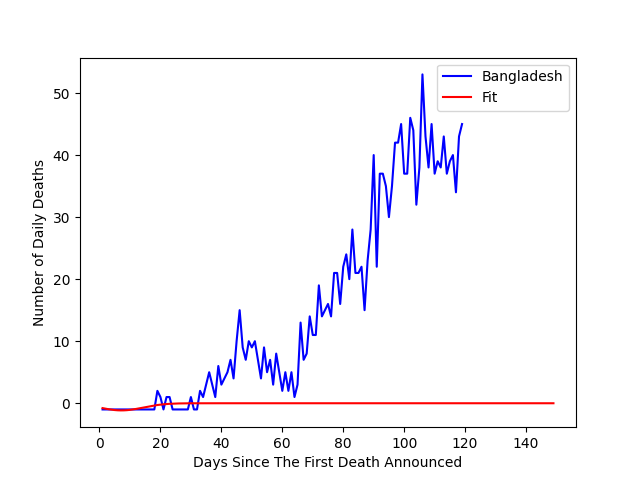 Bangladesh
Fit
50
40
30
20
10
0
Number of Daily Deaths
0 20 40 60 80 100 120 140
Days Since The First Death Announced